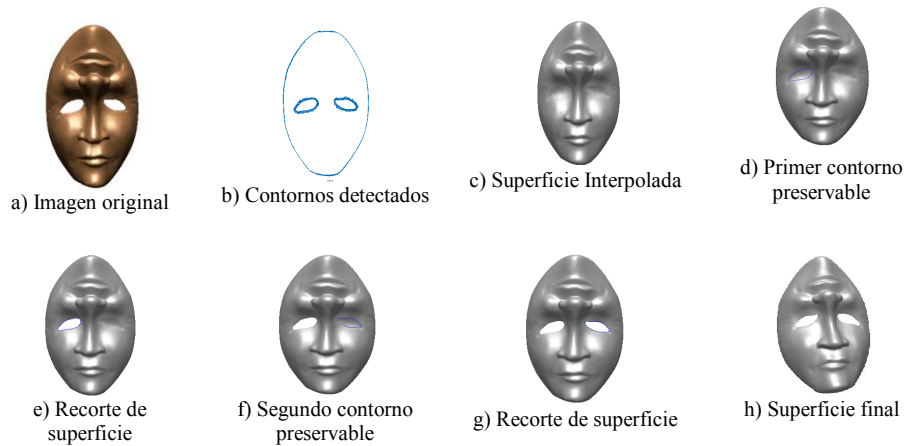 a) Imagen original
b) Contornos detectados
c) Superficie Interpolada
d) Primer contorno
preservable
e) Recorte de
superficie
f) Segundo contorno
preservable
g) Recorte de superficie
h) Superficie final